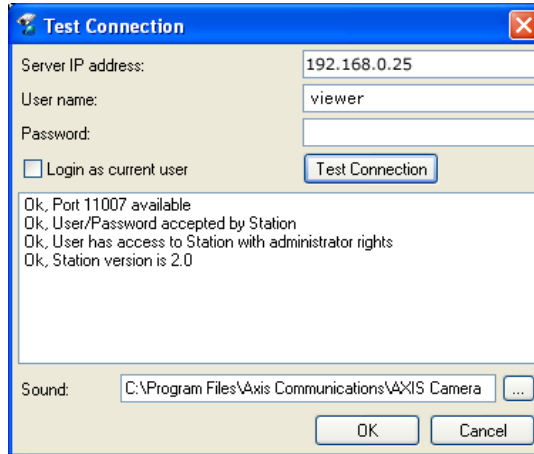 Test Connection
Server IP address: 192.168.0.25
User name: viewer
Password:
Login as current user Test Connection
Ok, Port 11007 available
Ok, User/Password accepted by Station
Ok, User has access to Station with administrator rights
Ok, Station version is 2.0
Sound: C:\Program Files\Axis Communications\AXIS Camera ...
OK Cancel